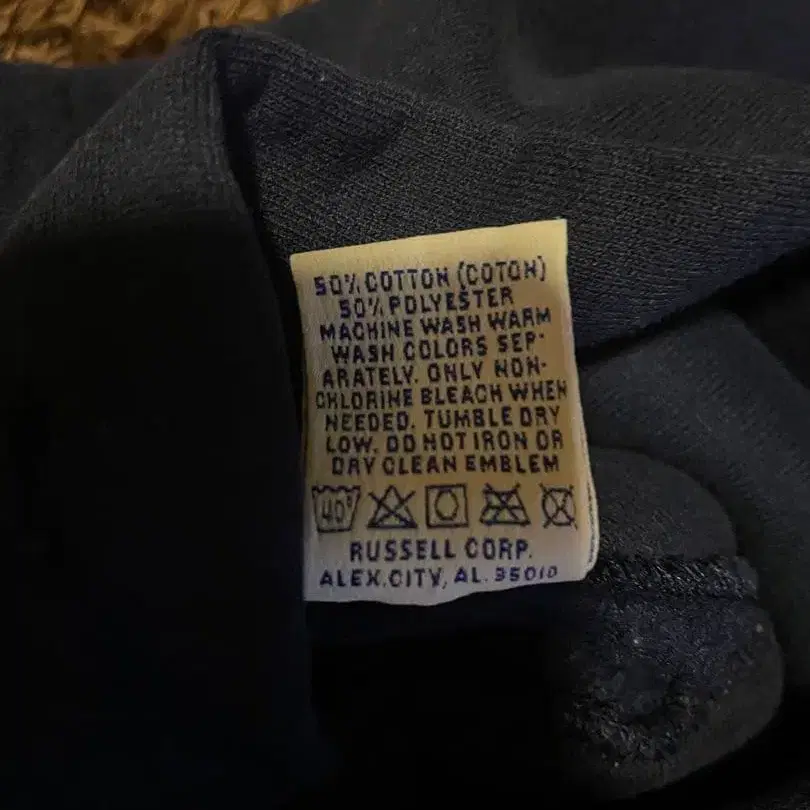 50% COTTON (COTON)
50% POLYESTER
MACHINE WASH WARM
WASH COLORS SEP-
ARATELY. ONLY NON-
CHLORINE BLEACH WHEN
NEEDED. TUMBLE DRY
LOW. DO NOT IRON OR
DRY CLEAN EMBLEM
40°
RUSSELL CORP.
ALEX.CITY, AL. 35010